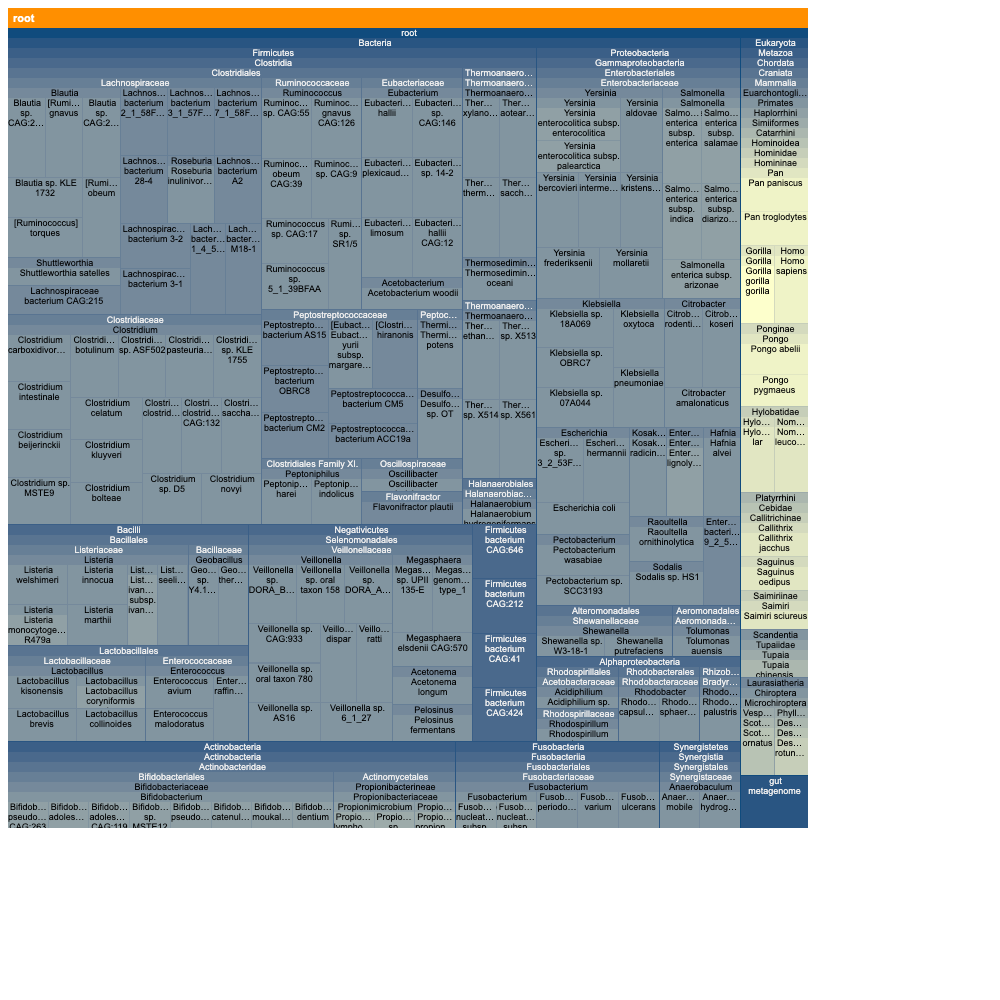 root
root
Bacteria
Firmicutes
Clostridia
Clostridiales
Lachnospiraceae
Blautia
Blautia
sp.
CAG:2…
[Rumi…
gnavus
Blautia
sp.
CAG:2…
Blautia sp. KLE
1732
[Rumi…
obeum
[Ruminococcus]
torques
Shuttleworthia
Shuttleworthia satelles
Lachnospiraceae
bacterium CAG:215
Lachnos…
bacterium
2_1_58F…
Lachnos…
bacterium
3_1_57F…
Lachnos…
bacterium
7_1_58F…
Lachnos…
bacterium
28-4
Roseburia
Roseburia
inulinivor…
Lachnos…
bacterium
A2
Lachnospirac…
bacterium 3-2
Lach…
bacter…
1_4_5…
Lach…
bacter…
M18-1
Lachnospirac…
bacterium 3-1
Ruminococcaceae
Ruminococcus
Ruminoc…
sp. CAG:55
Ruminoc…
gnavus
CAG:126
Ruminoc…
obeum
CAG:39
Ruminoc…
sp. CAG:9
Ruminococcus
sp. CAG:17
Rumi…
sp.
SR1/5
Ruminococcus
sp.
5_1_39BFAA
Eubacteriaceae
Eubacterium
Eubacteri…
hallii
Eubacteri…
sp.
CAG:146
Eubacteri…
plexicaud…
Eubacteri…
sp. 14-2
Eubacteri…
limosum
Eubacteri…
hallii
CAG:12
Acetobacterium
Acetobacterium woodii
Clostridiaceae
Clostridium
Clostridium
carboxidivor…
Clostridi…
botulinum
Clostridi…
sp. ASF502
Clostridi…
pasteuria…
Clostridi…
sp. KLE
1755
Clostridium
intestinale
Clostridium
celatum
Clostri…
clostrid…
Clostri…
clostrid…
CAG:132
Clostri…
saccha…
Clostridium
beijerinckii
Clostridium
kluyveri
Clostridium sp.
MSTE9
Clostridium
bolteae
Clostridium
sp. D5
Clostridium
novyi
Peptostreptococcaceae
Peptostrepto…
bacterium AS15
[Eubact…
yurii
subsp.
margare…
[Clostri…
hiranonis
Peptostrepto…
bacterium
OBRC8
Peptostreptococca…
bacterium CM5
Peptostrepto…
bacterium CM2
Peptostreptococca…
bacterium ACC19a
Peptoc…
Thermi…
Thermi…
potens
Desulfo…
Desulfo…
sp. OT
Clostridiales Family XI.
Peptoniphilus
Peptonip…
harei
Peptonip…
indolicus
Oscillospiraceae
Oscillibacter
Oscillibacter
Flavonifractor
Flavonifractor plautii
Thermoanaero…
Thermoanaero…
Ther…
xylano…
Ther…
aotear…
Ther…
therm…
Ther…
sacch…
Thermosedimin…
Thermosedimin…
oceani
Thermoanaero…
Thermoanaero…
Ther…
ethan…
Ther…
sp. X513
Ther…
sp. X514
Ther…
sp. X561
Halanaerobiales
Halanaerobiac…
Halanaerobium
Halanaerobium
hydrogeniformans
Bacilli
Bacillales
Listeriaceae
Listeria
Listeria
welshimeri
Listeria
innocua
List…
List…
ivan…
subsp.
ivan…
List…
seeli…
Listeria
monocytoge…
R479a
Listeria
marthii
Bacillaceae
Geobacillus
Geo…
sp.
Y4.1…
Geo…
ther…
Lactobacillales
Lactobacillaceae
Lactobacillus
Lactobacillus
kisonensis
Lactobacillus
Lactobacillus
coryniformis
Lactobacillus
brevis
Lactobacillus
collinoides
Enterococcaceae
Enterococcus
Enterococcus
avium
Enter…
raffin…
Enterococcus
malodoratus
Negativicutes
Selenomonadales
Veillonellaceae
Veillonella
Veillonella
sp.
DORA_B…
Veillonella
sp. oral
taxon 158
Veillonella
sp.
DORA_A…
Veillonella sp.
CAG:933
Veillo…
dispar
Veillo…
ratti
Veillonella sp.
oral taxon 780
Veillonella sp.
AS16
Veillonella sp.
6_1_27
Megasphaera
Megas…
sp. UPII
135-E
Megas…
genom…
type_1
Megasphaera
elsdenii CAG:570
Acetonema
Acetonema
longum
Pelosinus
Pelosinus
fermentans
Firmicutes
bacterium
CAG:646
Firmicutes
bacterium
CAG:212
Firmicutes
bacterium
CAG:41
Firmicutes
bacterium
CAG:424
Proteobacteria
Gammaproteobacteria
Enterobacteriales
Enterobacteriaceae
Yersinia
Yersinia
Yersinia
enterocolitica subsp.
enterocolitica
Yersinia
enterocolitica subsp.
palearctica
Yersinia
aldovae
Yersinia
bercovieri
Yersinia
interme…
Yersinia
kristens…
Yersinia
frederiksenii
Yersinia
mollaretii
Salmonella
Salmonella
Salmo…
enterica
subsp.
enterica
Salmo…
enterica
subsp.
salamae
Salmo…
enterica
subsp.
indica
Salmo…
enterica
subsp.
diarizo…
Salmonella
enterica subsp.
arizonae
Klebsiella
Klebsiella sp.
18A069
Klebsiella
oxytoca
Klebsiella sp.
OBRC7
Klebsiella
pneumoniae
Klebsiella sp.
07A044
Citrobacter
Citrob…
rodenti…
Citrob…
koseri
Citrobacter
amalonaticus
Escherichia
Escheri…
sp.
3_2_53F…
Escheri…
hermannii
Escherichia coli
Kosak…
Kosak…
radicin…
Enter…
Enter…
Enter…
lignoly…
Hafnia
Hafnia
alvei
Raoultella
Raoultella
ornithinolytica
Enter…
bacteri…
9_2_5…
Pectobacterium
Pectobacterium
wasabiae
Pectobacterium sp.
SCC3193
Sodalis
Sodalis sp. HS1
Alteromonadales
Shewanellaceae
Shewanella
Shewanella sp.
W3-18-1
Shewanella
putrefaciens
Aeromonadales
Aeromonada…
Tolumonas
Tolumonas
auensis
Alphaproteobacteria
Rhodospirillales
Acetobacteraceae
Acidiphilium
Acidiphilium sp.
Rhodospirillaceae
Rhodospirillum
Rhodospirillum
Rhodobacterales
Rhodobacteraceae
Rhodobacter
Rhodo…
capsul…
Rhodo…
sphaer…
Rhizob…
Bradyr…
Rhodo…
Rhodo…
palustris
Actinobacteria
Actinobacteria
Actinobacteridae
Bifidobacteriales
Bifidobacteriaceae
Bifidobacterium
Bifidob…
pseudo…
CAG:263
Bifidob…
adoles…
Bifidob…
adoles…
CAG:119
Bifidob…
sp.
MSTE12
Bifidob…
pseudo…
Bifidob…
catenul…
Bifidob…
moukal…
Bifidob…
dentium
Actinomycetales
Propionibacterineae
Propionibacteriaceae
Propionimicrobium
Propio…
lympho…
Propio…
sp.
Propio…
Propio…
propion…
Fusobacteria
Fusobacteriia
Fusobacteriales
Fusobacteriaceae
Fusobacterium
Fusobacterium
Fusob…
nucleat…
subsp.
Fusob…
nucleat…
subsp.
Fusob…
periodo…
Fusob…
varium
Fusob…
ulcerans
Synergistetes
Synergistia
Synergistales
Synergistaceae
Anaerobaculum
Anaer…
mobile
Anaer…
hydrog…
Eukaryota
Metazoa
Chordata
Craniata
Mammalia
Euarchontogli…
Primates
Haplorrhini
Simiiformes
Catarrhini
Hominoidea
Hominidae
Homininae
Pan
Pan paniscus
Pan troglodytes
Gorilla
Gorilla
Gorilla
gorilla
gorilla
Homo
Homo
sapiens
Ponginae
Pongo
Pongo abelii
Pongo
pygmaeus
Hylobatidae
Hylo…
Hylo…
lar
Nom…
Nom…
leuco…
Platyrrhini
Cebidae
Callitrichinae
Callithrix
Callithrix
jacchus
Saguinus
Saguinus
oedipus
Saimiriinae
Saimiri
Saimiri sciureus
Scandentia
Tupaiidae
Tupaia
Tupaia
chinensis
Laurasiatheria
Chiroptera
Microchiroptera
Vesp…
Scot…
Scot…
ornatus
Phyll…
Des…
Des…
rotun…
gut
metagenome